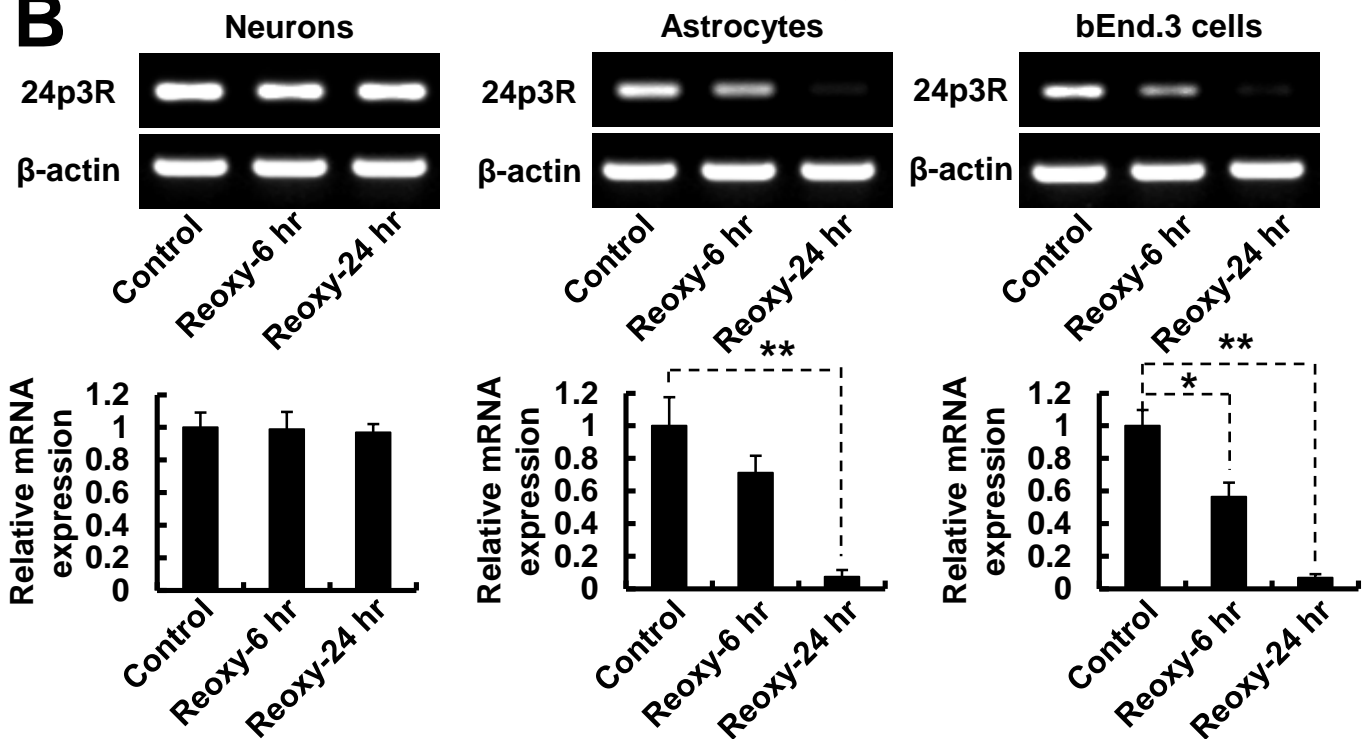 B
Neurons
Astrocytes
bEnd.3 cells
24p3R
24p3R
24p3R
β-actin
β-actin
β-actin
Control
Reoxy-6 hr
Reoxy-24 hr
Control
Reoxy-6 hr
Reoxy-24 hr
Control
Reoxy-6 hr
Reoxy-24 hr
Relative mRNA
expression
1.2
1
0.8
0.6
0.4
0.2
0
Control
Reoxy-6 hr
Reoxy-24 hr
Relative mRNA
expression
1.2
1
0.8
0.6
0.4
0.2
0
**
Control
Reoxy-6 hr
Reoxy-24 hr
Relative mRNA
expression
1.2
1
0.8
0.6
0.4
0.2
0
**
*
Control
Reoxy-6 hr
Reoxy-24 hr